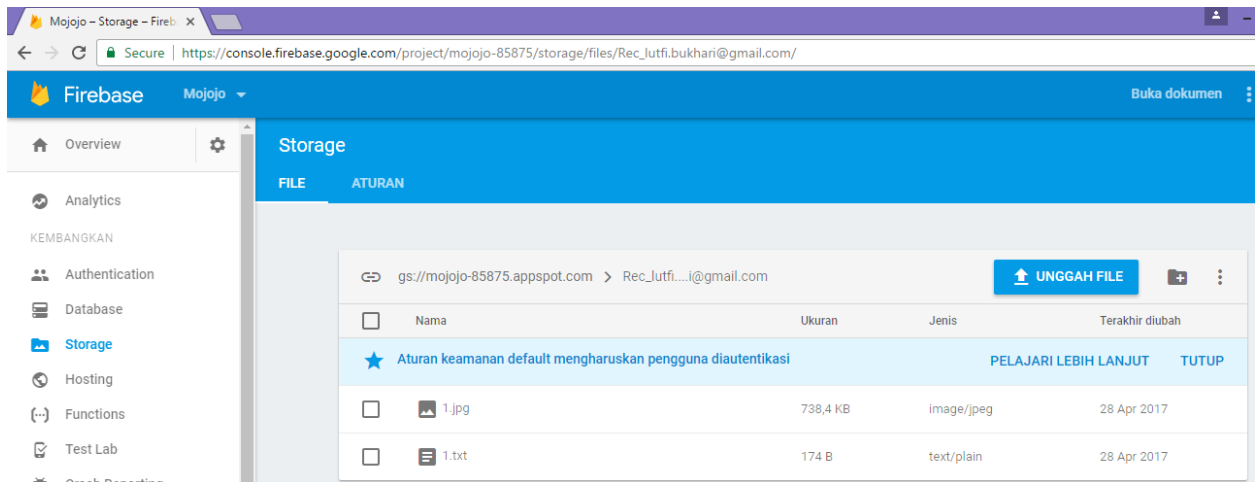 Mojojo – Storage – Fireb
Secure | https://console.firebase.google.com/project/mojojo-85875/storage/files/Rec_lutfi.bukhari@gmail.com/
Firebase Mojojo Buka dokumen
Overview
Storage
FILE ATURAN
Analytics
KEMBANGKAN
Authentication
Database
Storage
Hosting
Functions
Test Lab
Crash Reporting
gs://mojojo-85875.appspot.com > Rec_lutfi....i@gmail.com UNGGAH FILE
Nama Ukuran Jenis Terakhir diubah
Aturan keamanan default mengharuskan pengguna diautentikasi PELAJARI LEBIH LANJUT TUTUP
1.jpg 738,4 KB image/jpeg 28 Apr 2017
1.txt 174 B text/plain 28 Apr 2017